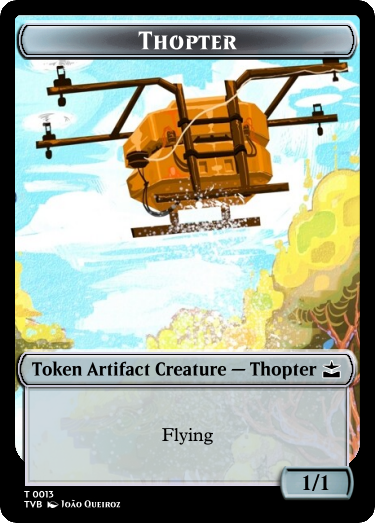 Thopter
Token Artifact Creature — Thopter
Flying
1/1
T 0013
TVB João Queiroz